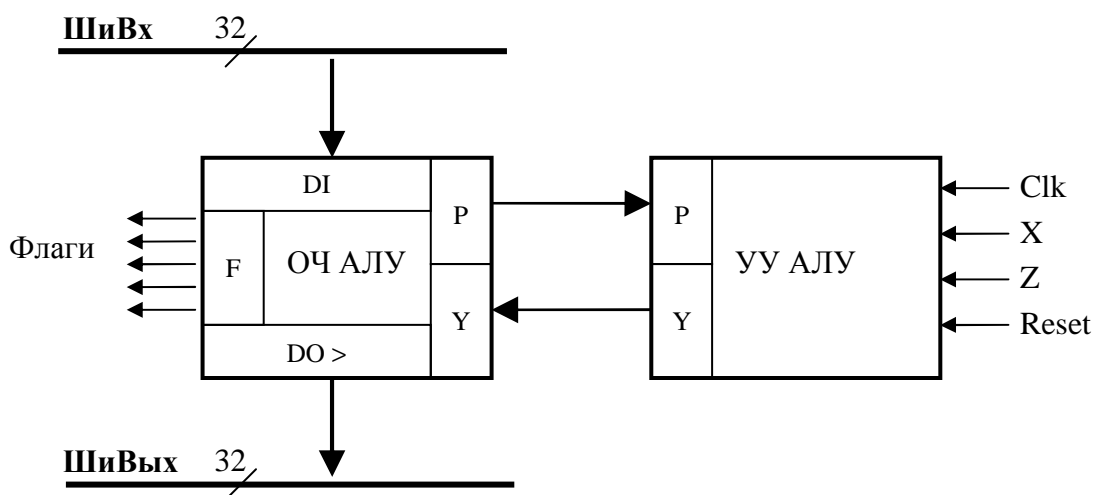 ШиВх 32
DI
P
P
Clk
X
Флаги
F
ОЧ АЛУ
УУ АЛУ
Z
Y
Y
Reset
DO >
ШиВых 32